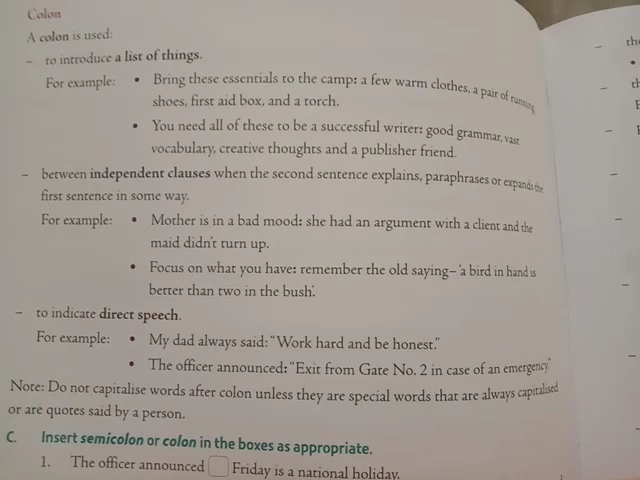 Colon
A colon is used:
– to introduce a list of things.
For example: • Bring these essentials to the camp: a few warm clothes, a pair of running
shoes, first aid box, and a torch.
• You need all of these to be a successful writer: good grammar, vast
vocabulary, creative thoughts and a publisher friend.
– between independent clauses when the second sentence explains, paraphrases or expands the
first sentence in some way.
For example: • Mother is in a bad mood: she had an argument with a client and the
maid didn't turn up.
• Focus on what you have: remember the old saying– 'a bird in hand is
better than two in the bush'.
– to indicate direct speech.
For example: • My dad always said: "Work hard and be honest."
• The officer announced: "Exit from Gate No. 2 in case of an emergency."
Note: Do not capitalise words after colon unless they are special words that are always capitalised
or are quotes said by a person.
C. Insert semicolon or colon in the boxes as appropriate.
1. The officer announced Friday is a national holiday.